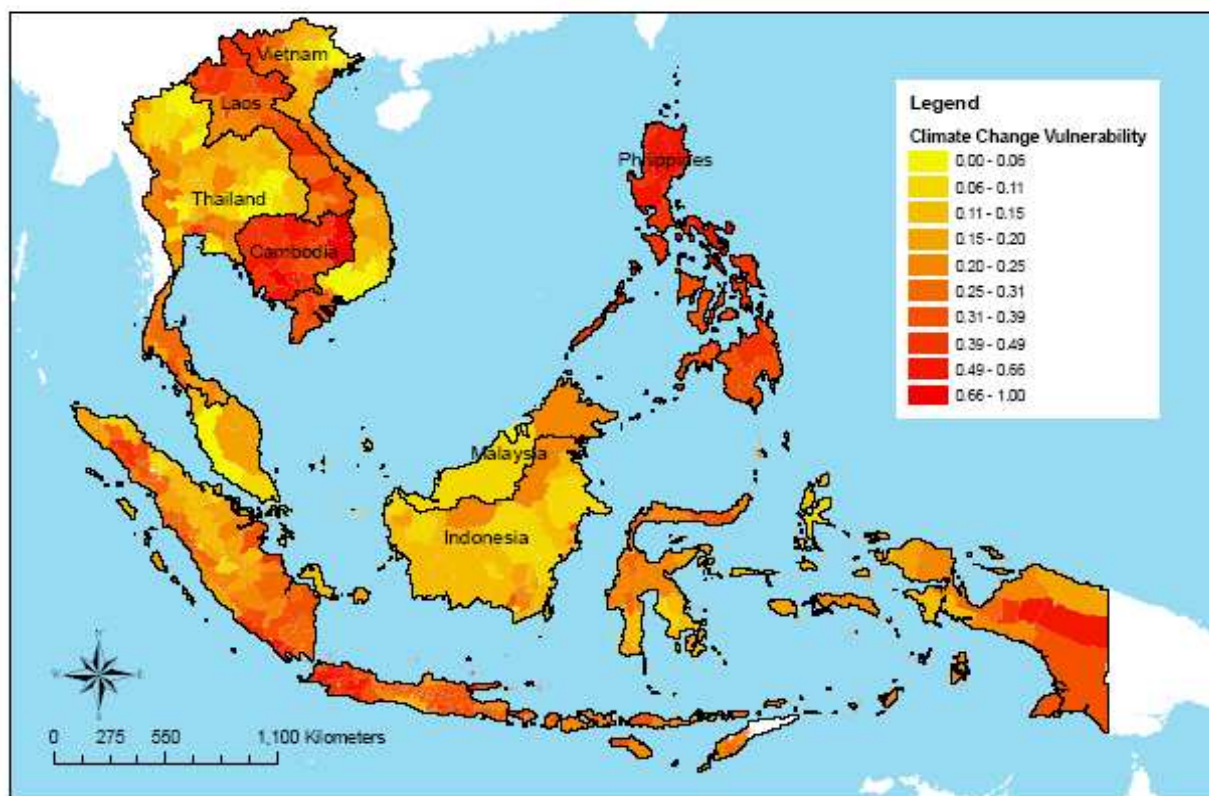 Vietnam
Laos
Thailand
Cambodia
Philippines
Malaysia
Indonesia
Legend
Climate Change Vulnerability
0.00 - 0.06
0.06 - 0.11
0.11 - 0.15
0.15 - 0.20
0.20 - 0.25
0.25 - 0.31
0.31 - 0.39
0.39 - 0.49
0.49 - 0.66
0.66 - 1.00
N
W E
S
0 275 550 1,100 Kilometers